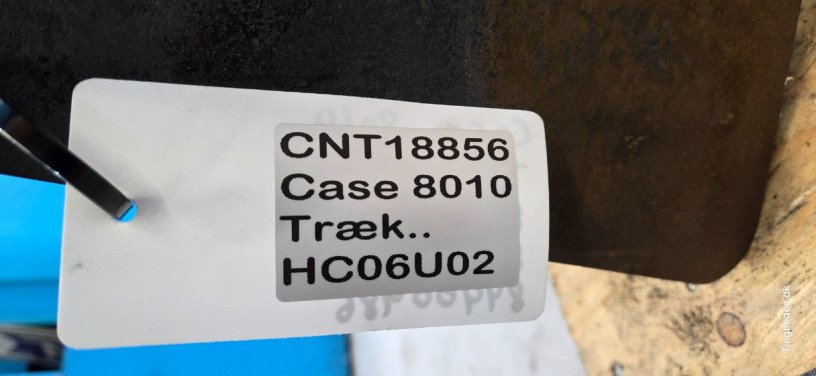 CNT18856
Case 8010
Træk..
HC06U02